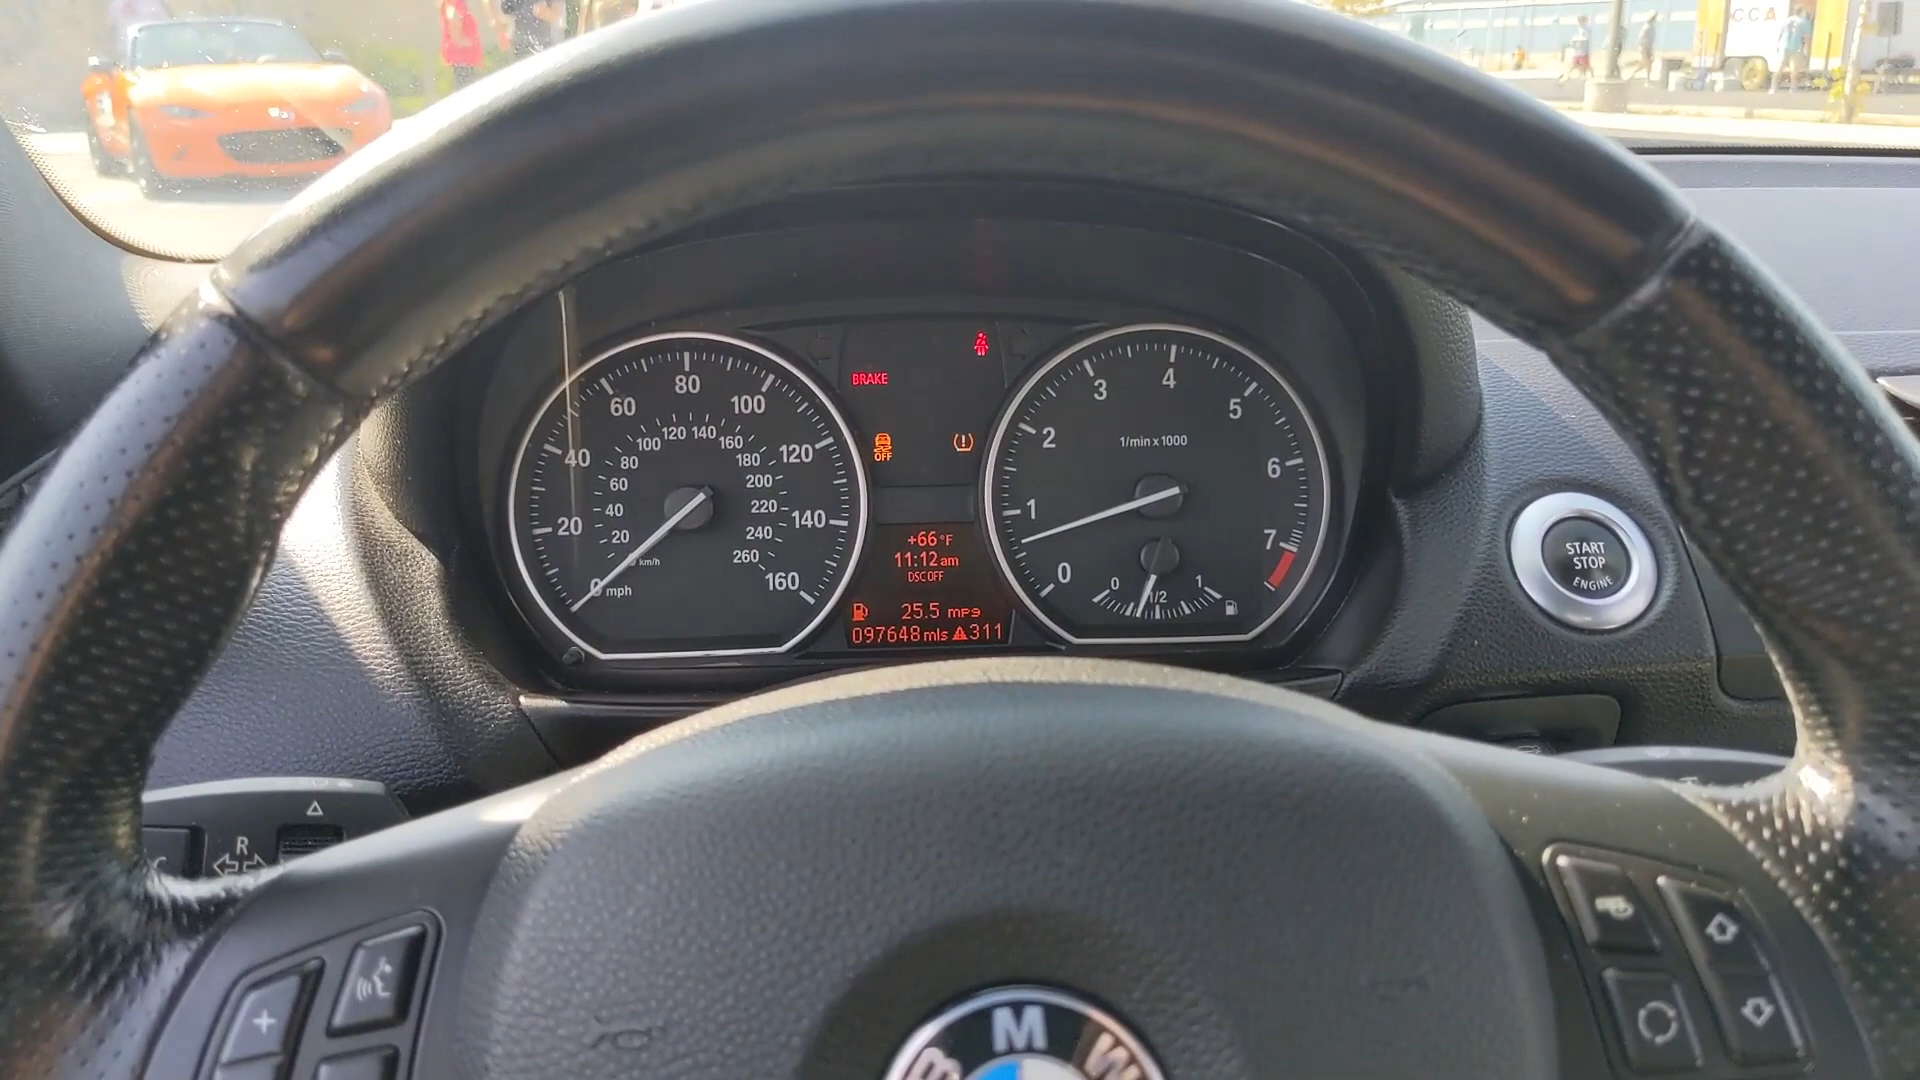 CCA
80
60
100
40
120
20
140
0 mph
160
100 120 140 160
80
180
60
200
40
220
20
240
km/h
260
BRAKE
OFF
+66 °F
11:12 am
DSC OFF
25.5 mpg
097648 mls 311
4
3
5
2
1/min x 1000
6
1
7
0
0
1/2
1
START
STOP
ENGINE
R
+
B M W